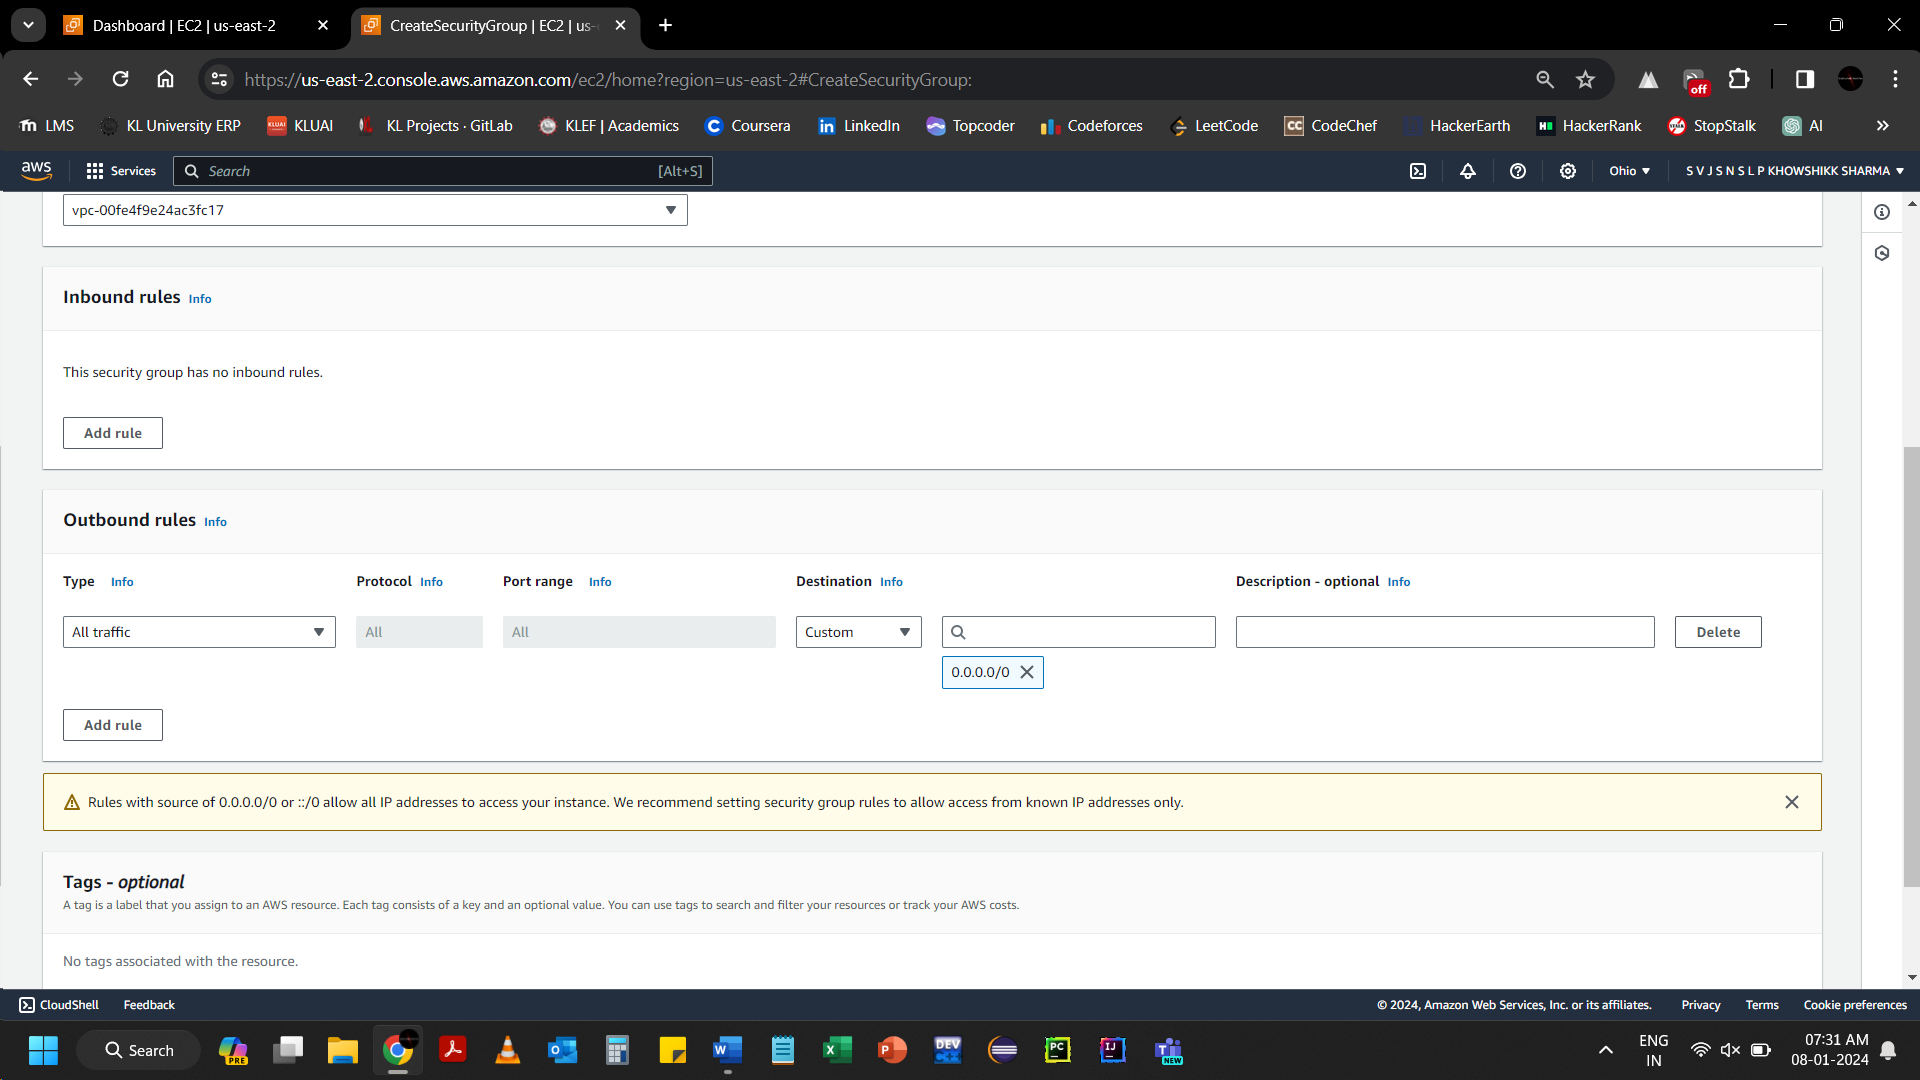 Dashboard | EC2 | us-east-2
CreateSecurityGroup | EC2 | us-e
https://us-east-2.console.aws.amazon.com/ec2/home?region=us-east-2#CreateSecurityGroup:
off
LMS
KL University ERP
KLUAI
KL Projects · GitLab
KLEF | Academics
Coursera
LinkedIn
Topcoder
Codeforces
LeetCode
CodeChef
HackerEarth
HackerRank
StopStalk
AI
aws
Services
Search
[Alt+S]
Ohio
S V J S N S L P KHOWSHIKK SHARMA
vpc-00fe4f9e24ac3fc17
Inbound rules Info
This security group has no inbound rules.
Add rule
Outbound rules Info
Type Info
Protocol Info
Port range Info
Destination Info
Description - optional Info
All traffic
All
All
Custom
Delete
0.0.0.0/0
Add rule
Rules with source of 0.0.0.0/0 or ::/0 allow all IP addresses to access your instance. We recommend setting security group rules to allow access from known IP addresses only.
Tags - optional
A tag is a label that you assign to an AWS resource. Each tag consists of a key and an optional value. You can use tags to search and filter your resources or track your AWS costs.
No tags associated with the resource.
CloudShell
Feedback
© 2024, Amazon Web Services, Inc. or its affiliates.
Privacy
Terms
Cookie preferences
Search
PRE
DEV
PC
IJ
NEW
ENG
IN
07:31 AM
08-01-2024